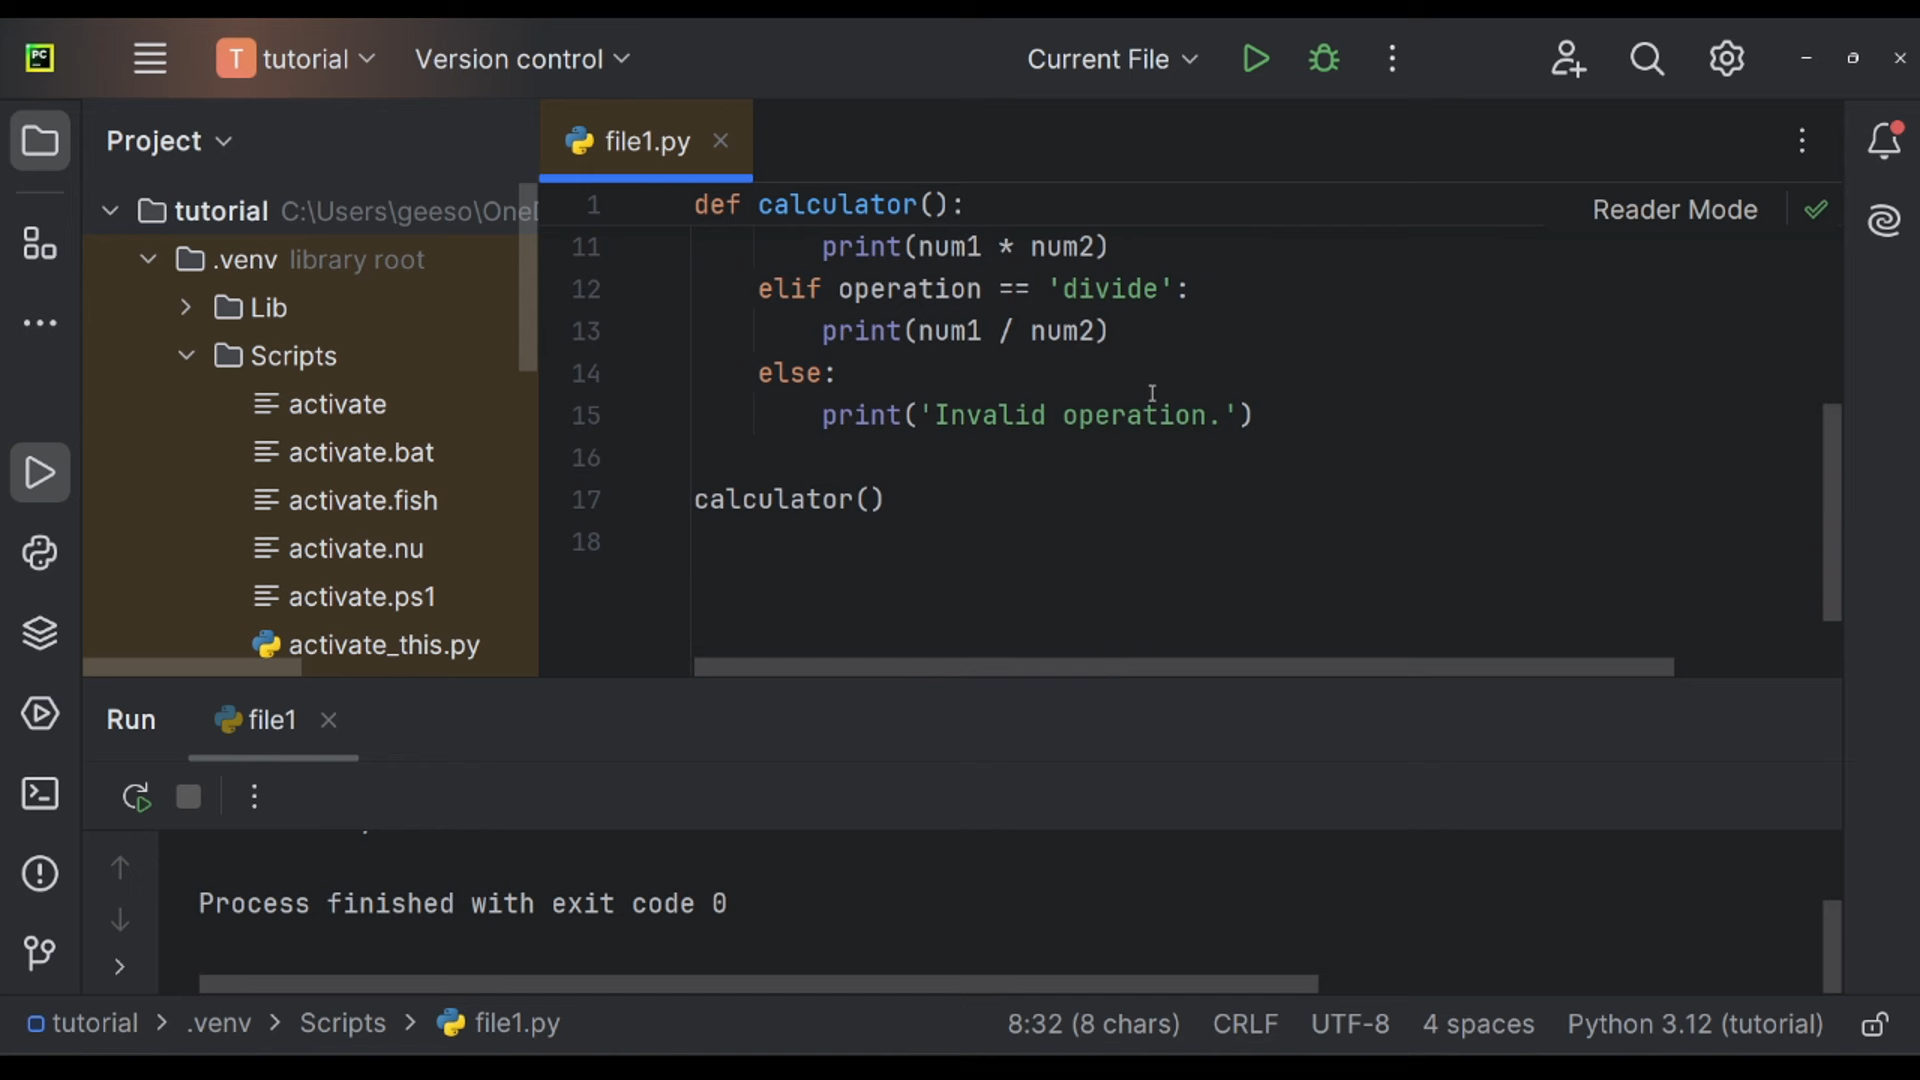 PC
T tutorial Version control Current File
Project
file1.py
tutorial C:\Users\geeso\OneD
.venv library root
Lib
Scripts
activate
activate.bat
activate.fish
activate.nu
activate.ps1
activate_this.py
Reader Mode
1 def calculator():
11 print(num1 * num2)
12 elif operation == 'divide':
13 print(num1 / num2)
14 else:
15 print('Invalid operation.')
16
17 calculator()
18
Run file1
Process finished with exit code 0
tutorial > .venv > Scripts > file1.py 8:32 (8 chars) CRLF UTF-8 4 spaces Python 3.12 (tutorial)